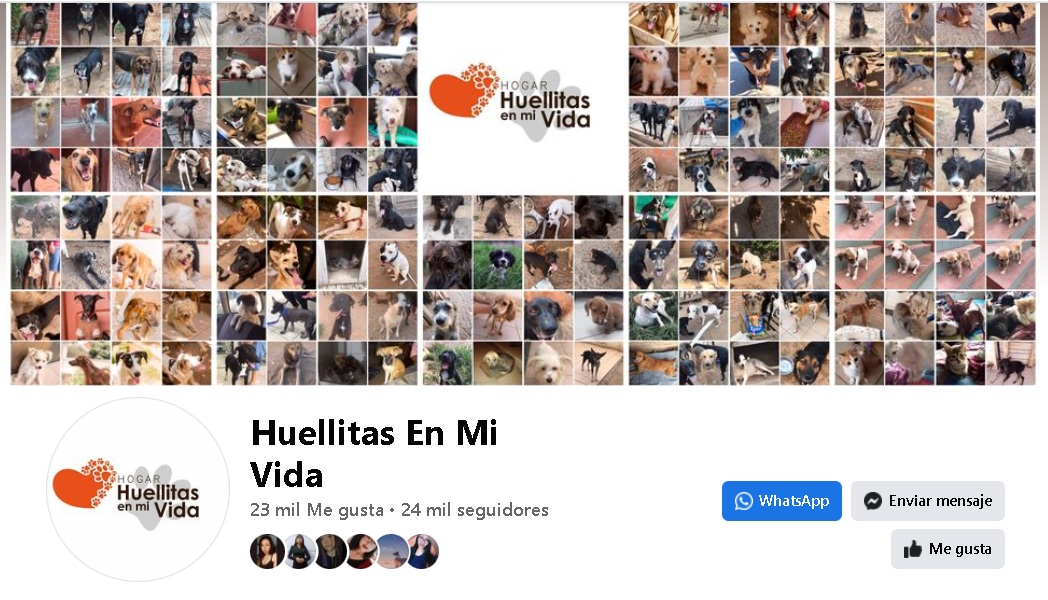 HOGAR
Huellitas
en mi Vida
HOGAR
Huellitas
en mi Vida
Huellitas En Mi
Vida
23 mil Me gusta • 24 mil seguidores
WhatsApp
Enviar mensaje
Me gusta